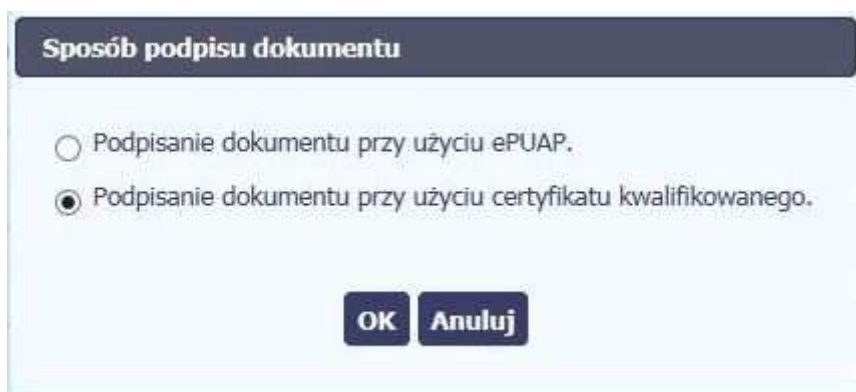 Sposób podpisu dokumentu
Podpisanie dokumentu przy użyciu ePUAP.
Podpisanie dokumentu przy użyciu certyfikatu kwalifikowanego.
OK Anuluj